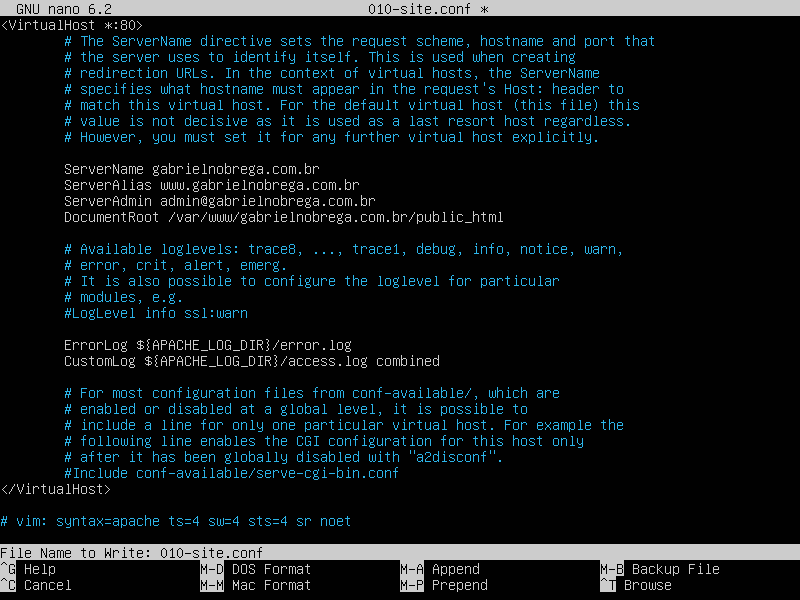 GNU nano 6.2 010-site.conf *
<VirtualHost *:80>
# The ServerName directive sets the request scheme, hostname and port that
# the server uses to identify itself. This is used when creating
# redirection URLs. In the context of virtual hosts, the ServerName
# specifies what hostname must appear in the request's Host: header to
# match this virtual host. For the default virtual host (this file) this
# value is not decisive as it is used as a last resort host regardless.
# However, you must set it for any further virtual host explicitly.
ServerName gabrielnobrega.com.br
ServerAlias www.gabrielnobrega.com.br
ServerAdmin admin@gabrielnobrega.com.br
DocumentRoot /var/www/gabrielnobrega.com.br/public_html
# Available loglevels: trace8, ..., trace1, debug, info, notice, warn,
# error, crit, alert, emerg.
# It is also possible to configure the loglevel for particular
# modules, e.g.
#LogLevel info ssl:warn
ErrorLog ${APACHE_LOG_DIR}/error.log
CustomLog ${APACHE_LOG_DIR}/access.log combined
# For most configuration files from conf-available/, which are
# enabled or disabled at a global level, it is possible to
# include a line for only one particular virtual host. For example the
# following line enables the CGI configuration for this host only
# after it has been globally disabled with "a2disconf".
#Include conf-available/serve-cgi-bin.conf
</VirtualHost>
# vim: syntax=apache ts=4 sw=4 sts=4 sr noet
File Name to Write: 010-site.conf
^G Help M-D DOS Format M-A Append M-B Backup File
^C Cancel M-M Mac Format M-P Prepend ^T Browse